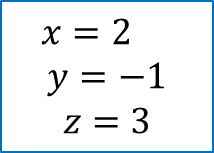 x = 2
y = −1
z = 3